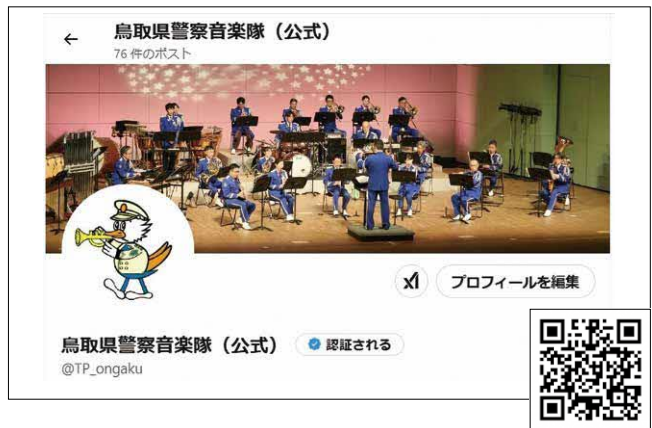 ← 鳥取県警察音楽隊（公式）
76 件のポスト
プロフィールを編集
鳥取県警察音楽隊（公式） 認証される
@TP_ongaku